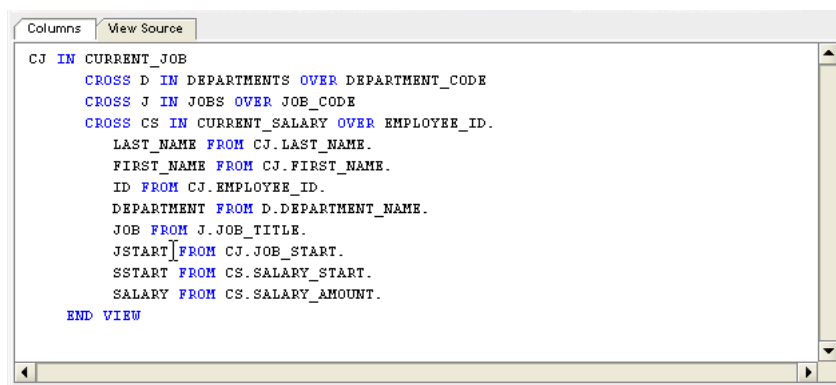 Columns View Source
CJ IN CURRENT_JOB
CROSS D IN DEPARTMENTS OVER DEPARTMENT_CODE
CROSS J IN JOBS OVER JOB_CODE
CROSS CS IN CURRENT_SALARY OVER EMPLOYEE_ID.
LAST_NAME FROM CJ.LAST_NAME.
FIRST_NAME FROM CJ.FIRST_NAME.
ID FROM CJ.EMPLOYEE_ID.
DEPARTMENT FROM D.DEPARTMENT_NAME.
JOB FROM J.JOB_TITLE.
JSTART FROM CJ.JOB_START.
SSTART FROM CS.SALARY_START.
SALARY FROM CS.SALARY_AMOUNT.
END VIEW